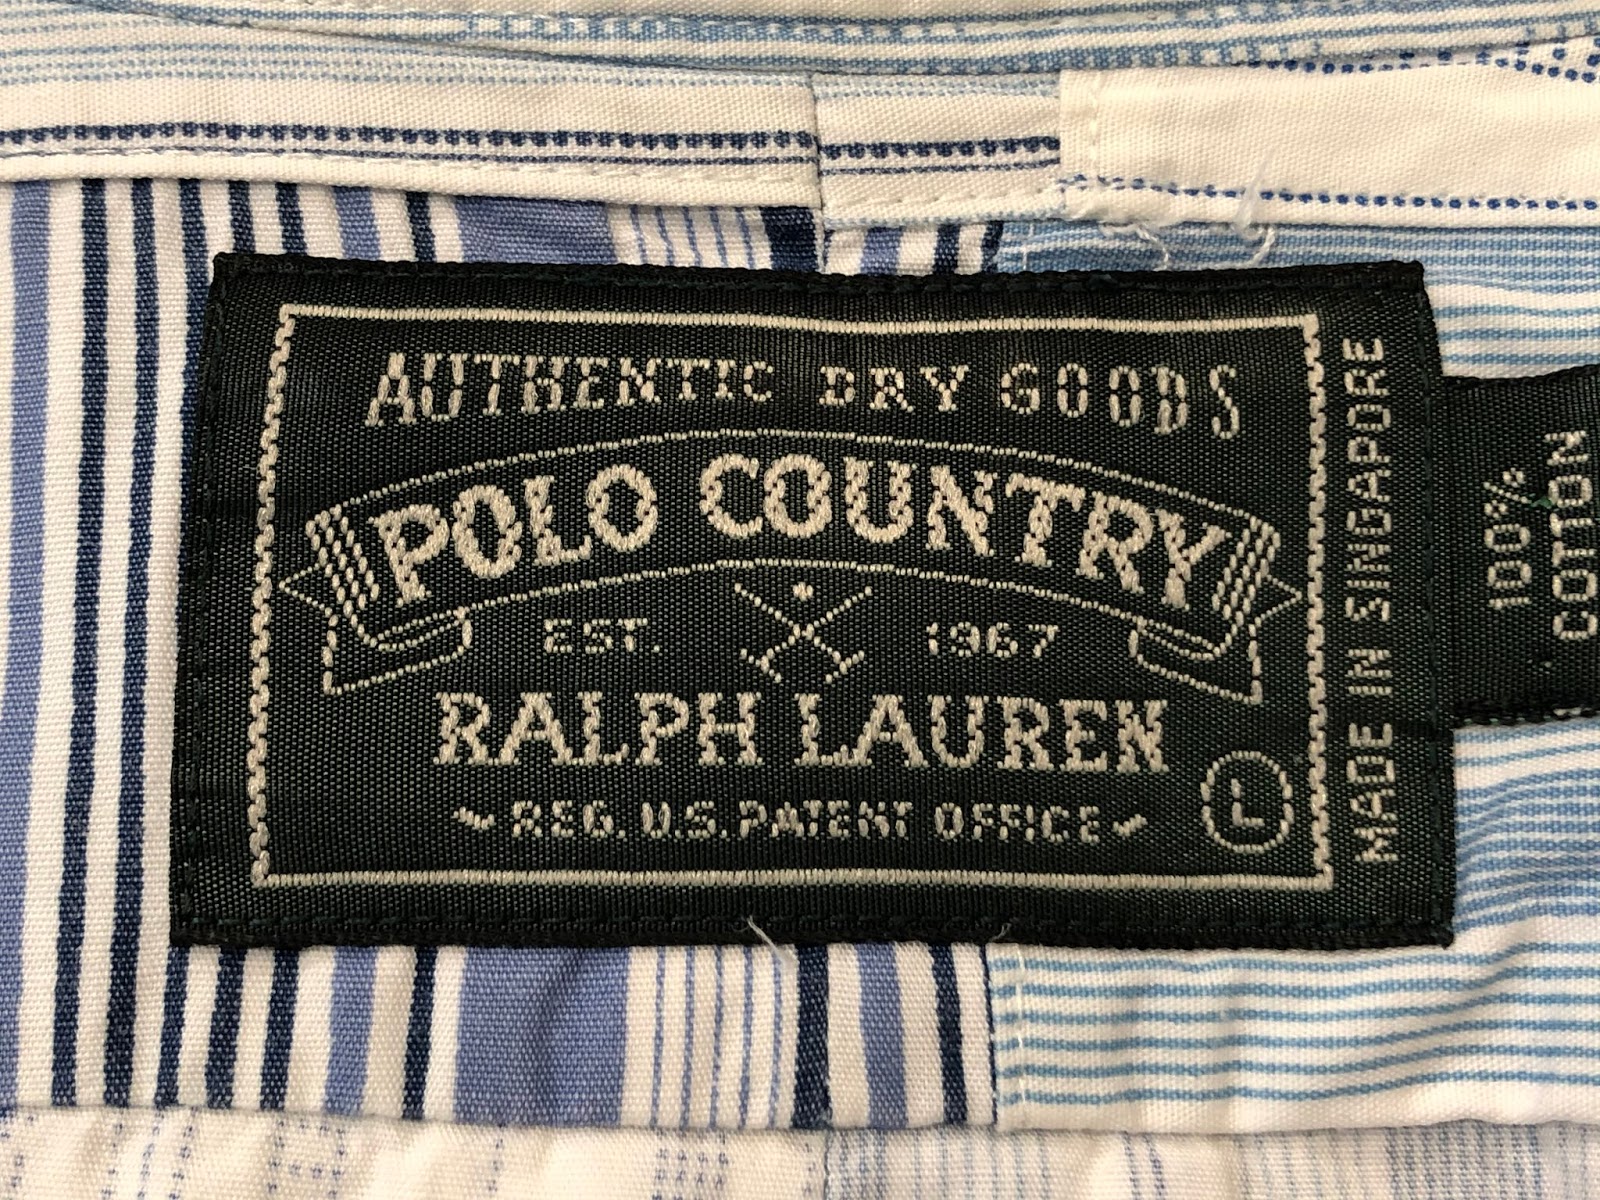 AUTHENTIC DRY GOODS
POLO COUNTRY
EST. 1967
RALPH LAUREN
REG. U.S. PATENT OFFICE
L
MADE IN SINGAPORE
100%
COTTON